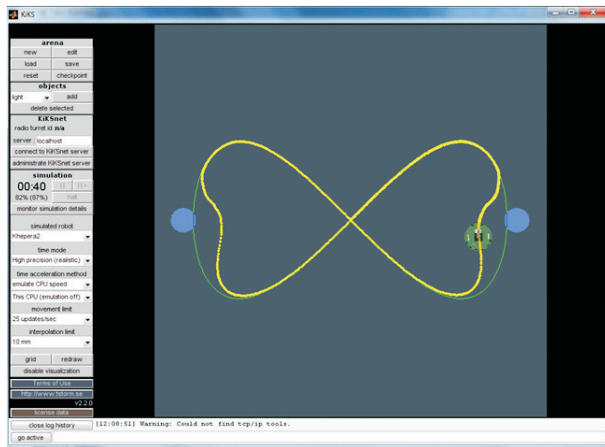 KiKS
arena
new edit
load save
reset checkpoint
objects
light add
delete selected
KiKSnet
radio turret id n/a
server: localhost
connect to KiKSnet server
administrate KiKSnet server
simulation
00:40
82% (87%) halt
monitor simulation details
simulated robot
Khepera2
time mode
High precision (realistic)
time acceleration method
emulate CPU speed
This CPU (emulation off)
movement limit
25 updates/sec
interpolation limit
10 mm
grid redraw
disable visualization
Terms of Use
http://www.tstorm.se
v2.2.0
license data
close log history [12:00:51] Warning: Could not find tcp/ip tools.
go active
1 1